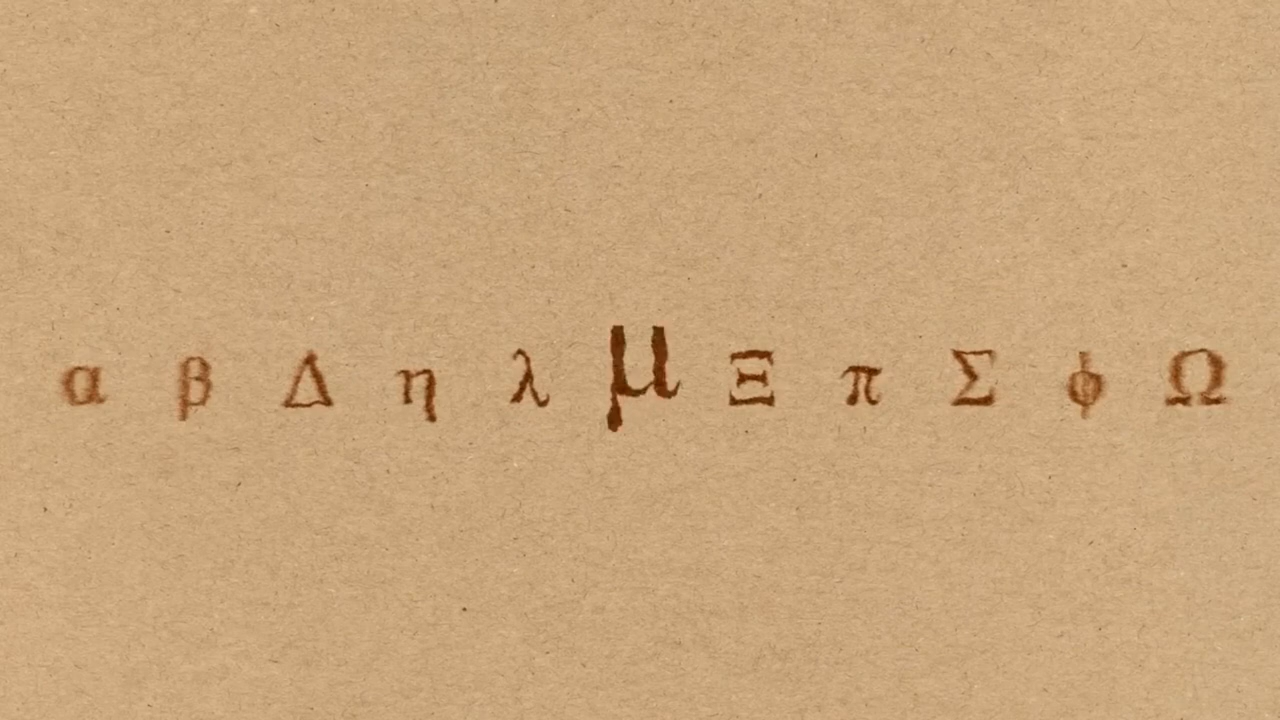 α β Δ η λ μ Ξ π Σ ϕ Ω